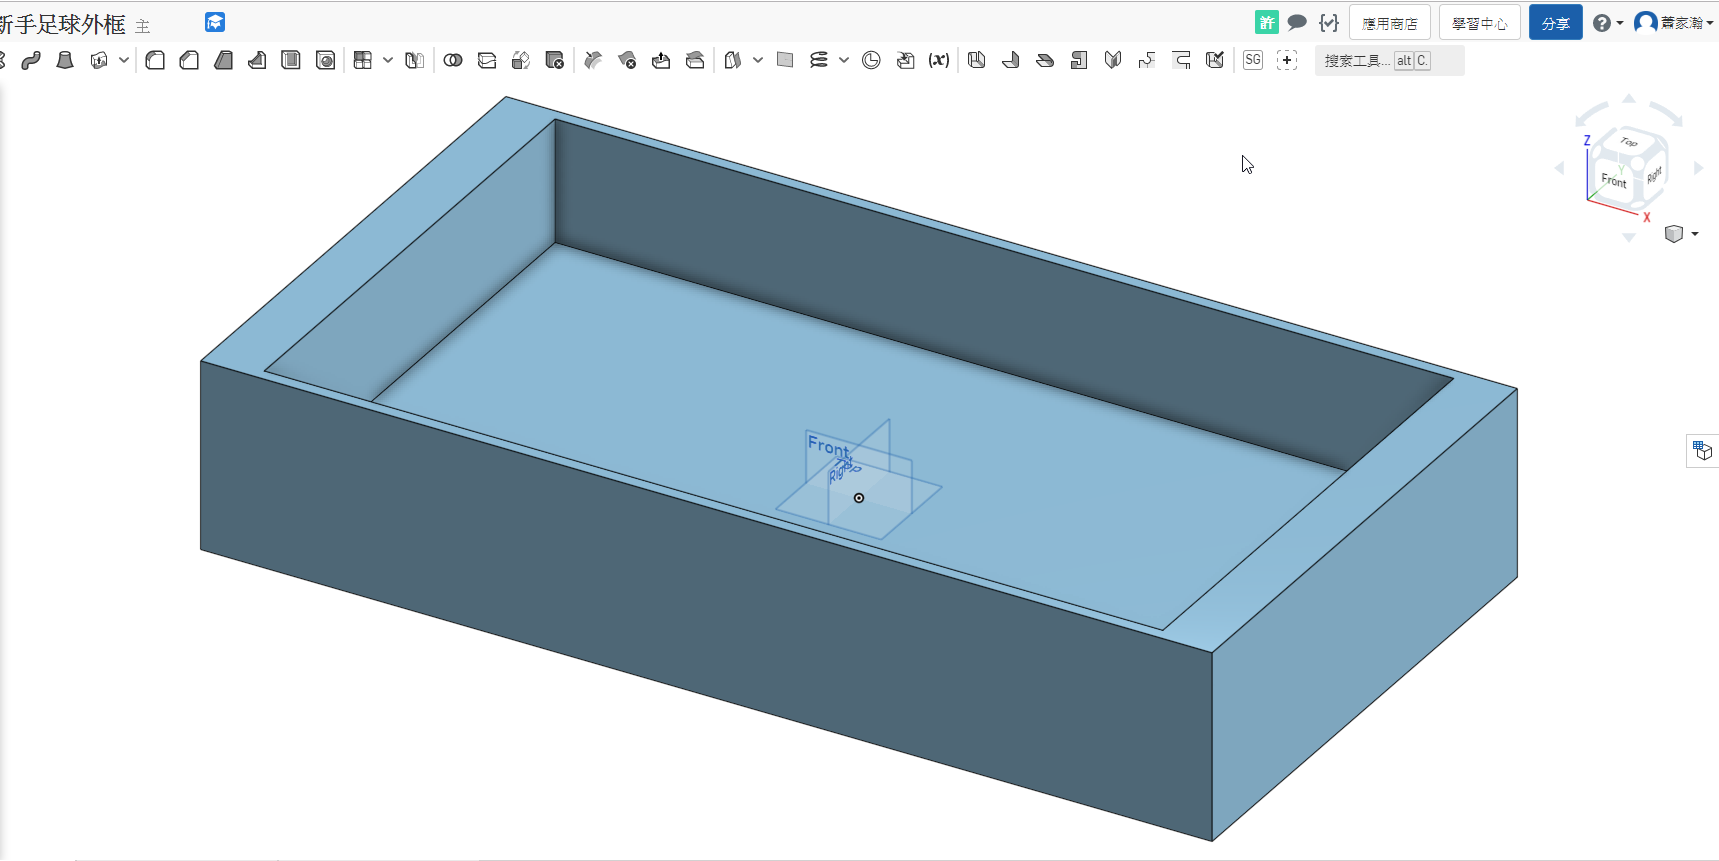 新手足球外框 主
許
應用商店
學習中心
分享
蕭家瀚
SG
搜索工具... alt C.
(x)
Z
Top
Y
Front
Right
X
Front
Top
Right